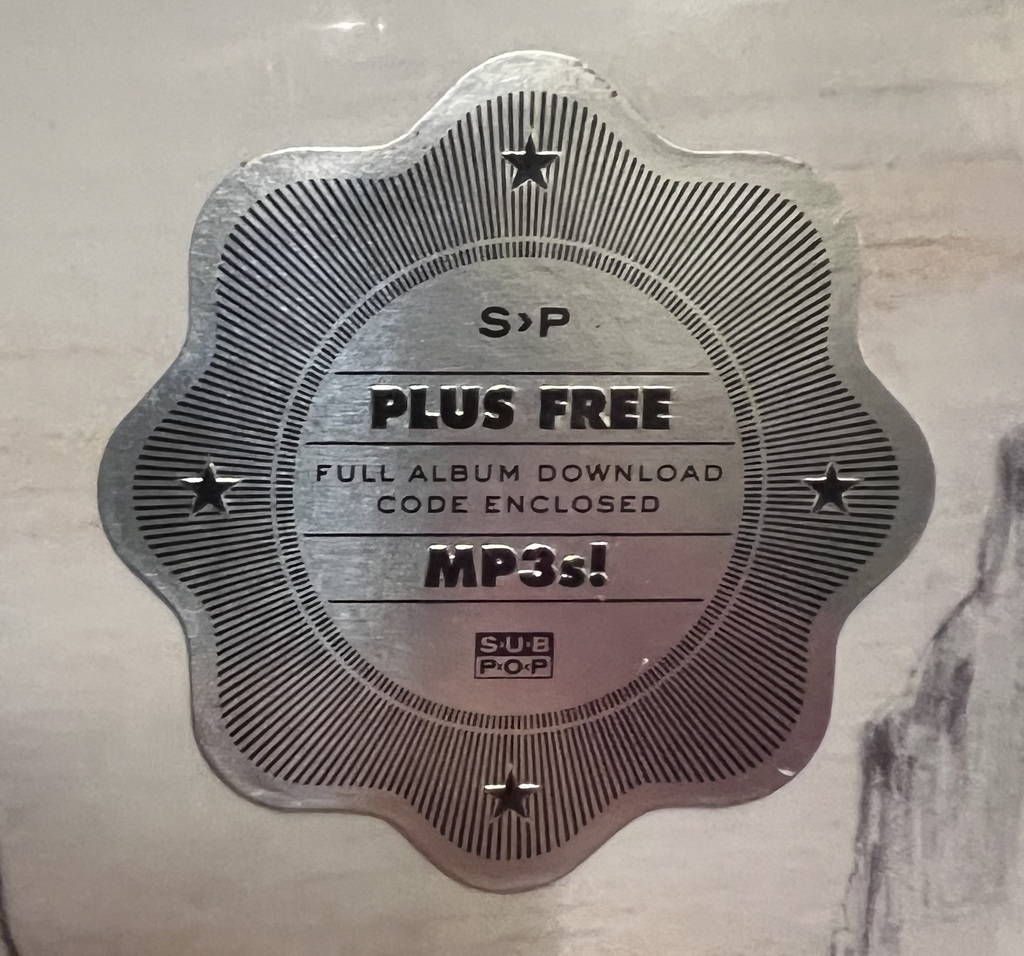 S›P
PLUS FREE
FULL ALBUM DOWNLOAD
CODE ENCLOSED
MP3s!
SUB
POP